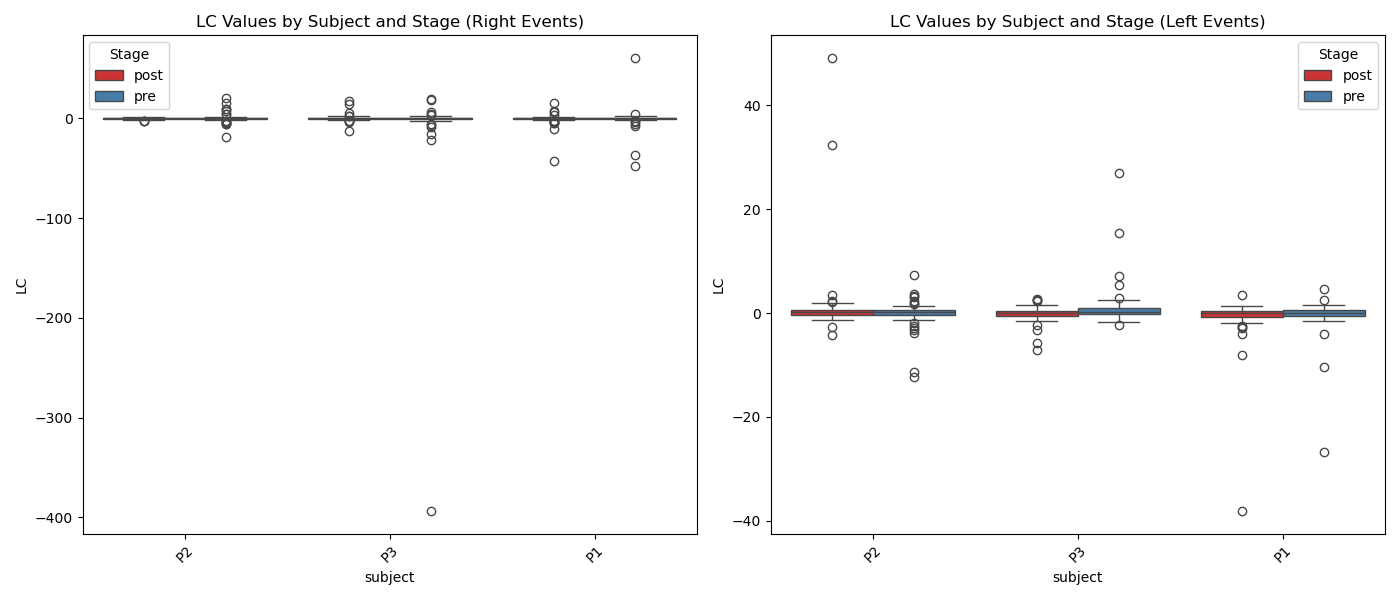 LC Values by Subject and Stage (Right Events)
Stage
post
pre
0
−100
−200
−300
−400
LC
P2
P3
P1
subject
LC Values by Subject and Stage (Left Events)
Stage
post
pre
40
20
0
−20
−40
LC
P2
P3
P1
subject